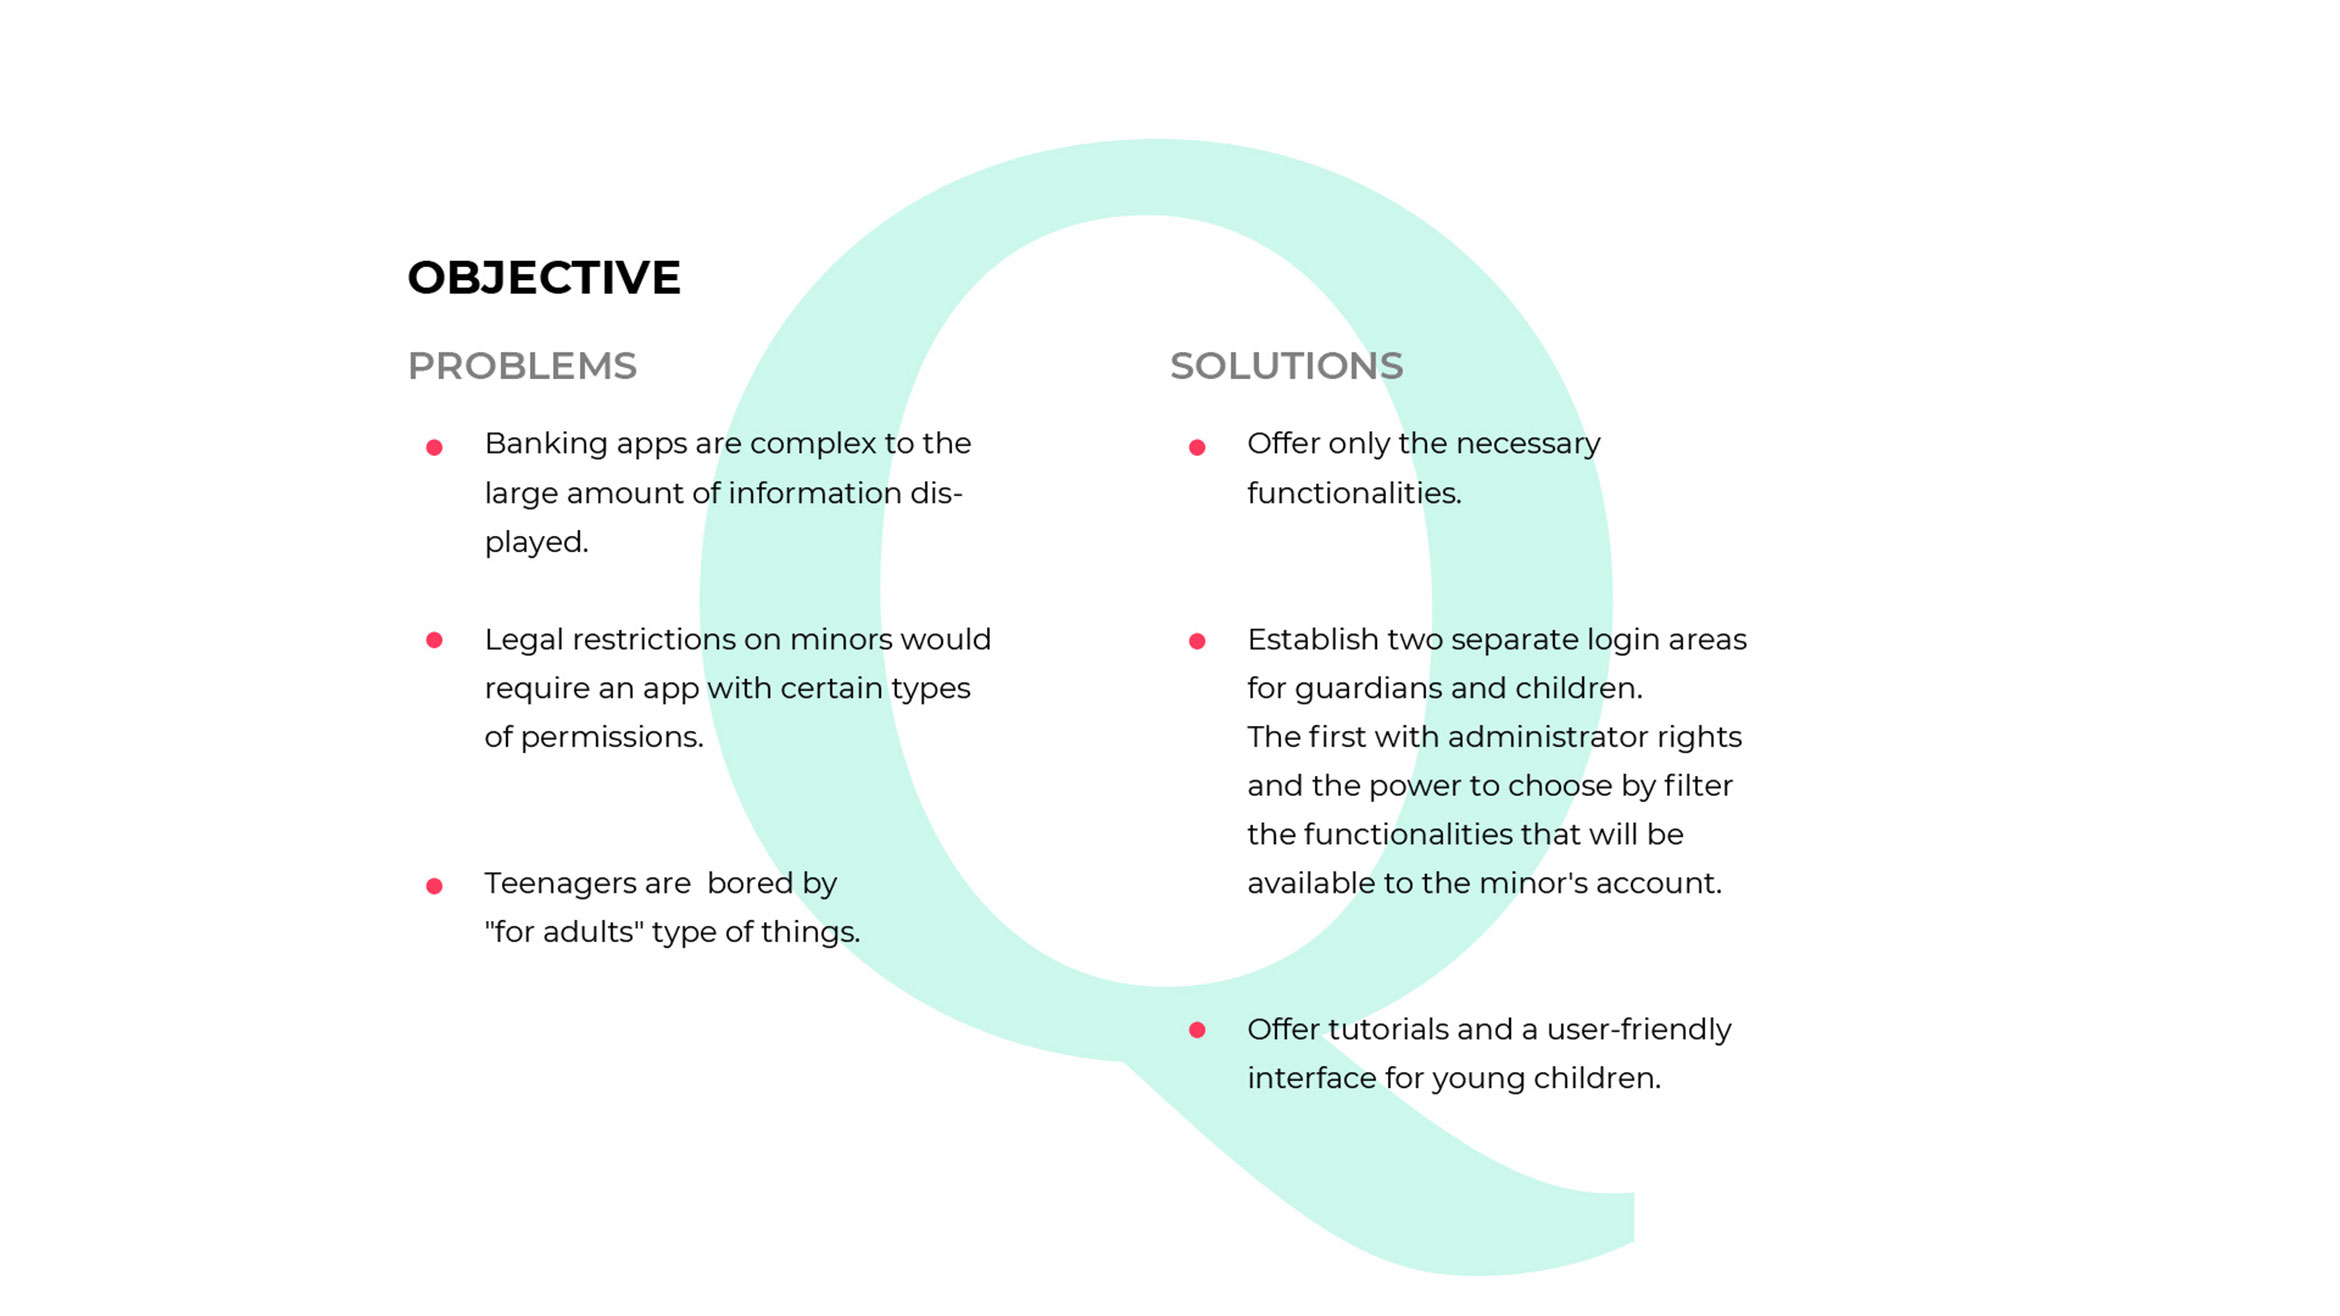 OBJECTIVE
PROBLEMS
Banking apps are complex to the
large amount of information dis-
played.
Legal restrictions on minors would
require an app with certain types
of permissions.
Teenagers are  bored by
"for adults" type of things.
SOLUTIONS
Offer only the necessary
functionalities.
Establish two separate login areas
for guardians and children.
The first with administrator rights
and the power to choose by filter
the functionalities that will be
available to the minor's account.
Offer tutorials and a user-friendly
interface for young children.
Q